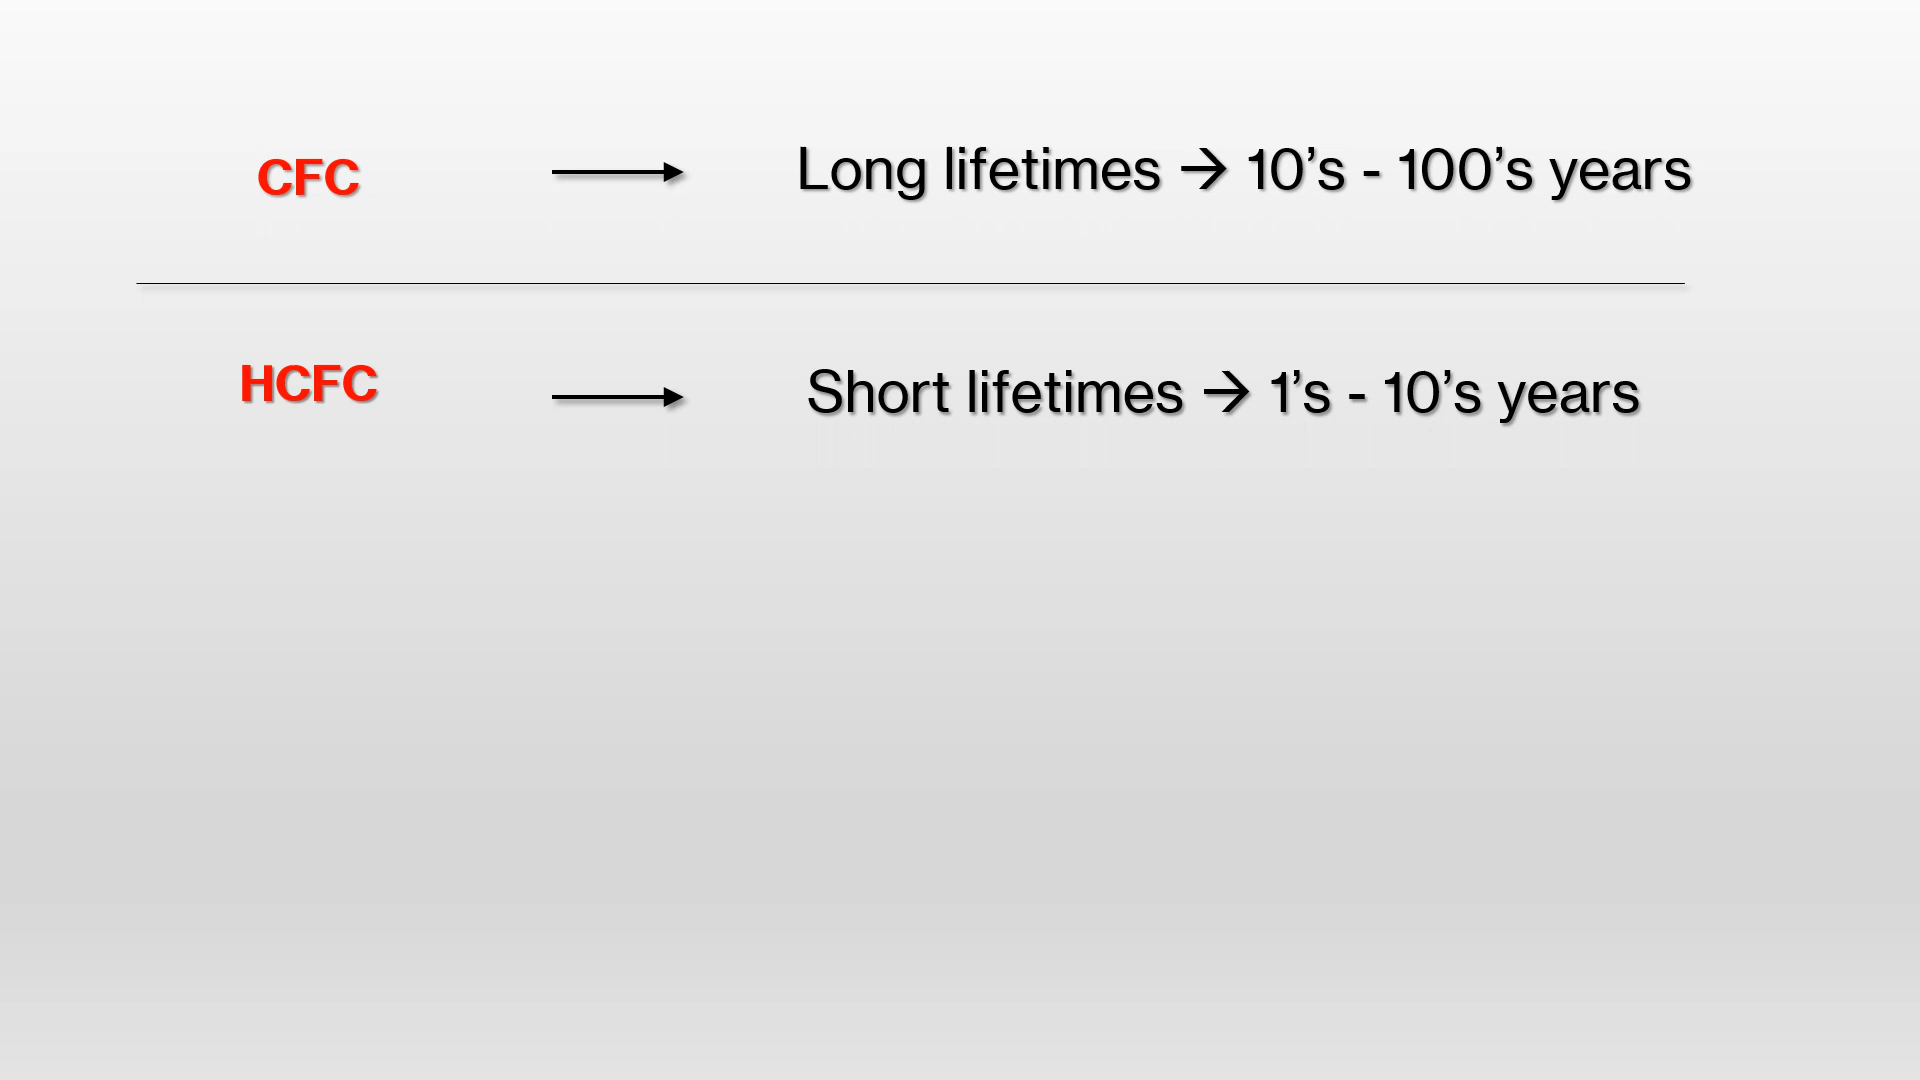 CFC → Long lifetimes → 10’s - 100’s years
HCFC → Short lifetimes → 1’s - 10’s years